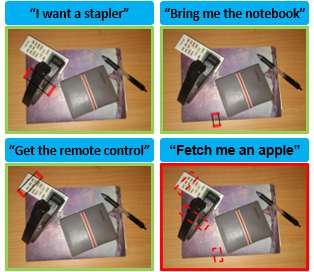 “I want a stapler”
“Bring me the notebook”
“Get the remote control”
“Fetch me an apple”